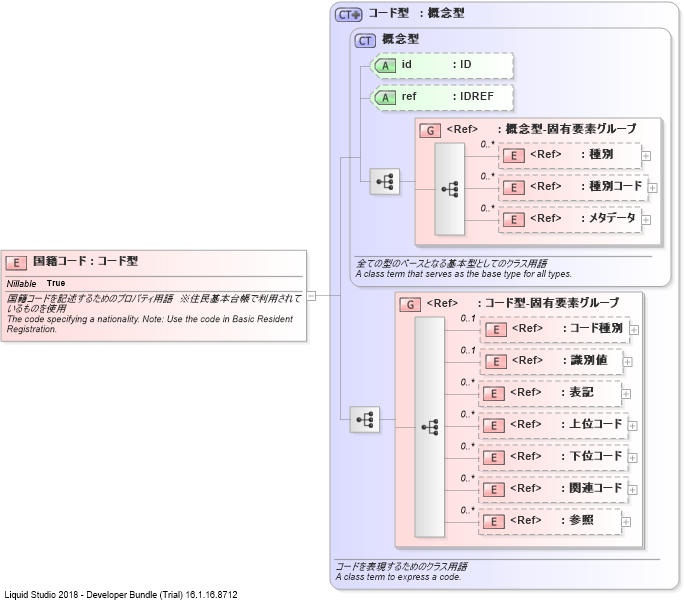 CT コード型 : 概念型
CT 概念型
A id : ID
A ref : IDREF
G <Ref> : 概念型-固有要素グループ
0..*
E <Ref> : 種別
0..*
E <Ref> : 種別コード
0..*
E <Ref> : メタデータ
全ての型のベースとなる基本型としてのクラス用語
A class term that serves as the base type for all types.
E 国籍コード : コード型
Nillable True
国籍コードを記述するためのプロパティ用語 ※住民基本台帳で利用されて
いるものを使用
The code specifying a nationality. Note: Use the code in Basic Resident
Registration.
G <Ref> : コード型-固有要素グループ
0..1
E <Ref> : コード種別
0..1
E <Ref> : 識別値
0..*
E <Ref> : 表記
0..*
E <Ref> : 上位コード
0..*
E <Ref> : 下位コード
0..*
E <Ref> : 関連コード
0..*
E <Ref> : 参照
コードを表現するためのクラス用語
A class term to express a code.
Liquid Studio 2018 - Developer Bundle (Trial) 16.1.16.8712